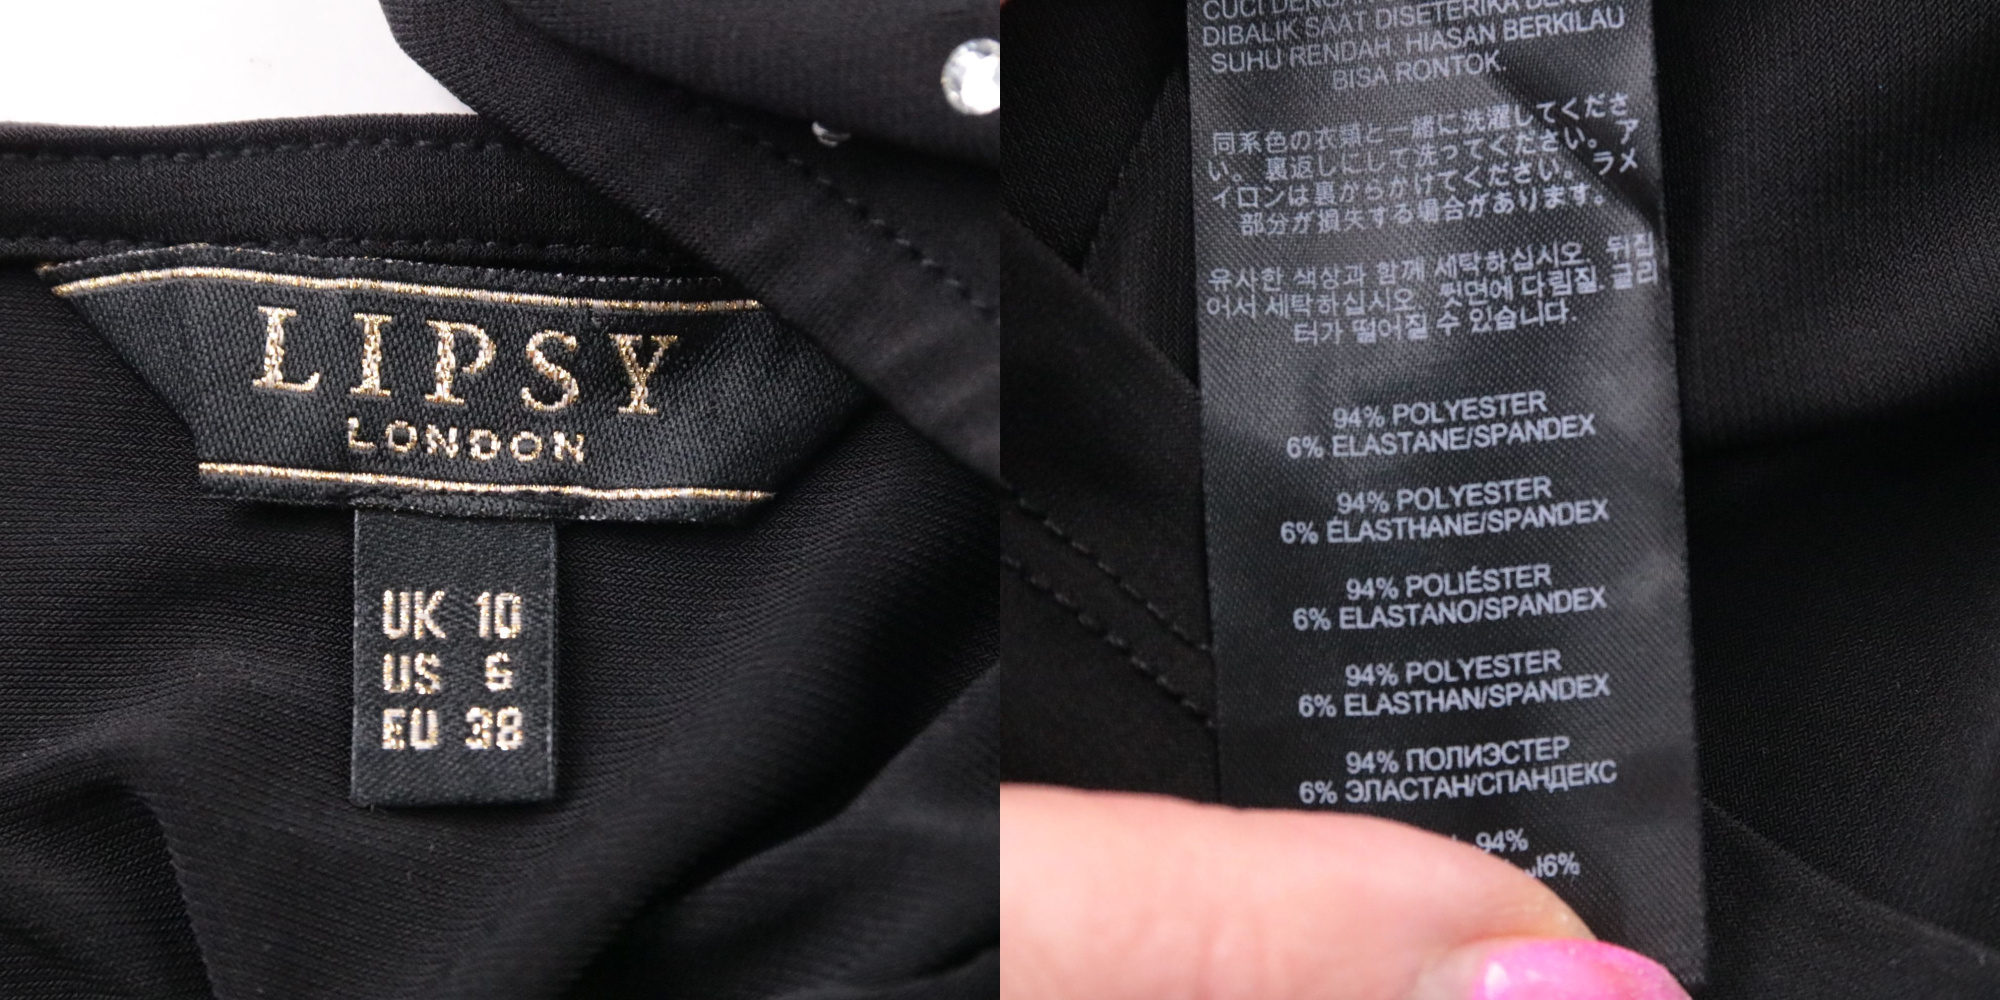 LIPSY
LONDON
UK 10
US 6
EU 38
DIBALIK SAAT DISETERIKA
SUHU RENDAH. HIASAN BERKILAU
BISA RONTOK.
同系色の衣類と一緒に洗濯してくださ
い。裏返しにして洗ってください。ア
イロンは裏からかけてください。ラメ
部分が損失する場合があります。
유사한 색상과 함께 세탁하십시오. 뒤집
어서 세탁하십시오. 뒷면에 다림질. 글리
터가 떨어질 수 있습니다.
94% POLYESTER
6% ELASTANE/SPANDEX
94% POLYESTER
6% ÉLASTHANE/SPANDEX
94% POLIÉSTER
6% ELASTANO/SPANDEX
94% POLYESTER
6% ELASTHAN/SPANDEX
94% ПОЛИЭСТЕР
6% ЭЛАСТАН/СПАНДЕКС
94%
6%